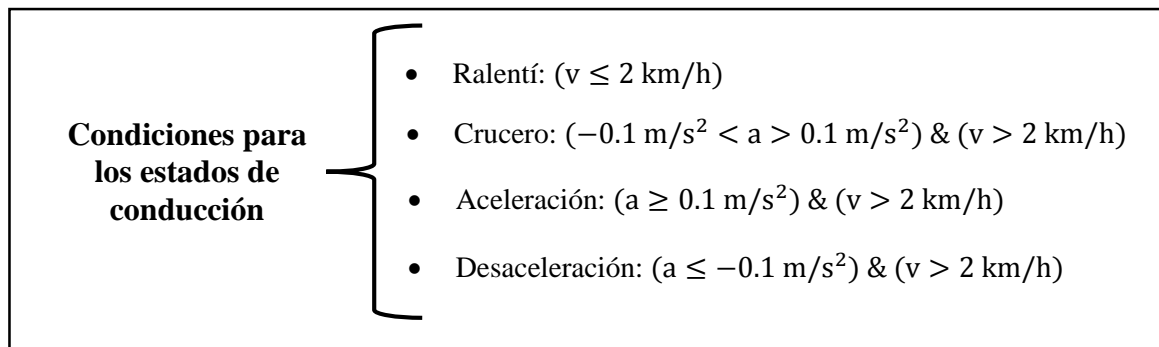 Condiciones para
los estados de
conducción
• Ralentí: (v ≤ 2 km/h)
• Crucero: (−0.1 m/s² < a > 0.1 m/s²) & (v > 2 km/h)
• Aceleración: (a ≥ 0.1 m/s²) & (v > 2 km/h)
• Desaceleración: (a ≤ −0.1 m/s²) & (v > 2 km/h)